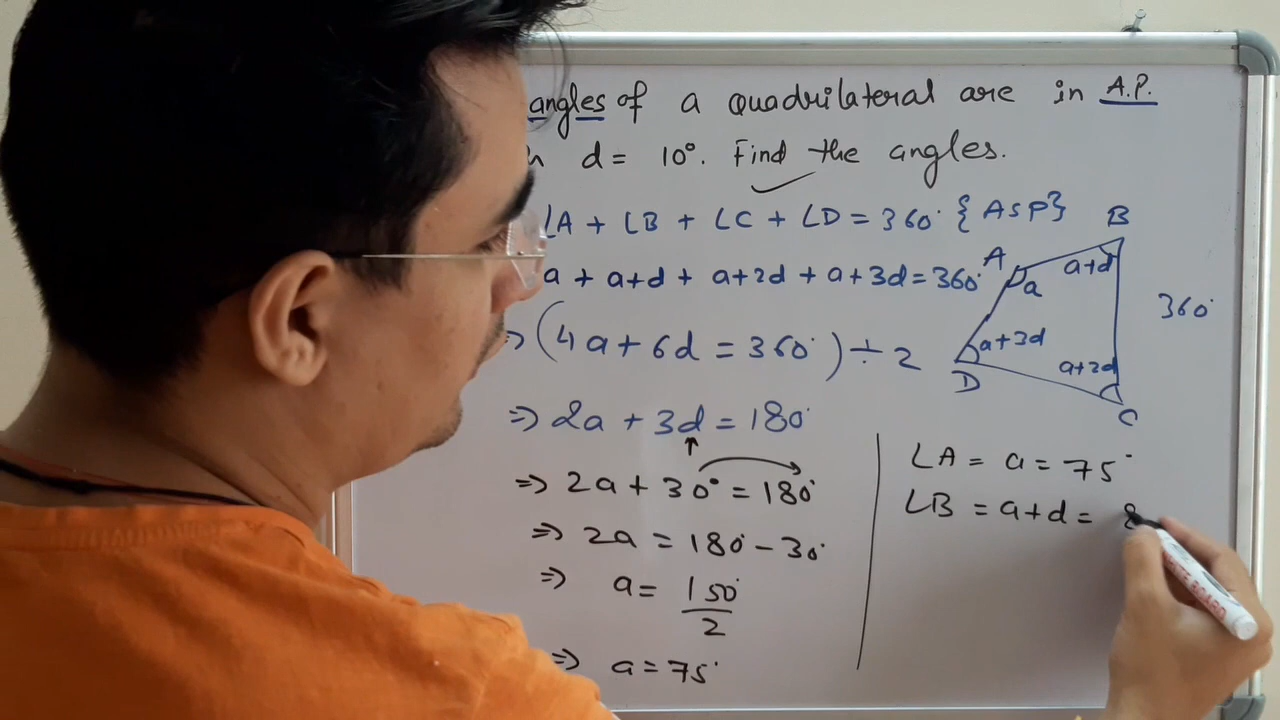 angles of a quadrilateral are in A.P.
d = 10°. Find the angles.
∠A + ∠B + ∠C + ∠D = 360° {ASP}
a + a+d + a+2d + a+3d = 360°
⇒ (4a + 6d = 360°) ÷ 2
⇒ 2a + 3d = 180°
⇒ 2a + 30° = 180°
⇒ 2a = 180° - 30°
⇒ a = 150°/2
⇒ a = 75°
A
B
a
a+d
a+3d
a+2d
D
C
360°
∠A = a = 75°
∠B = a+d = 8